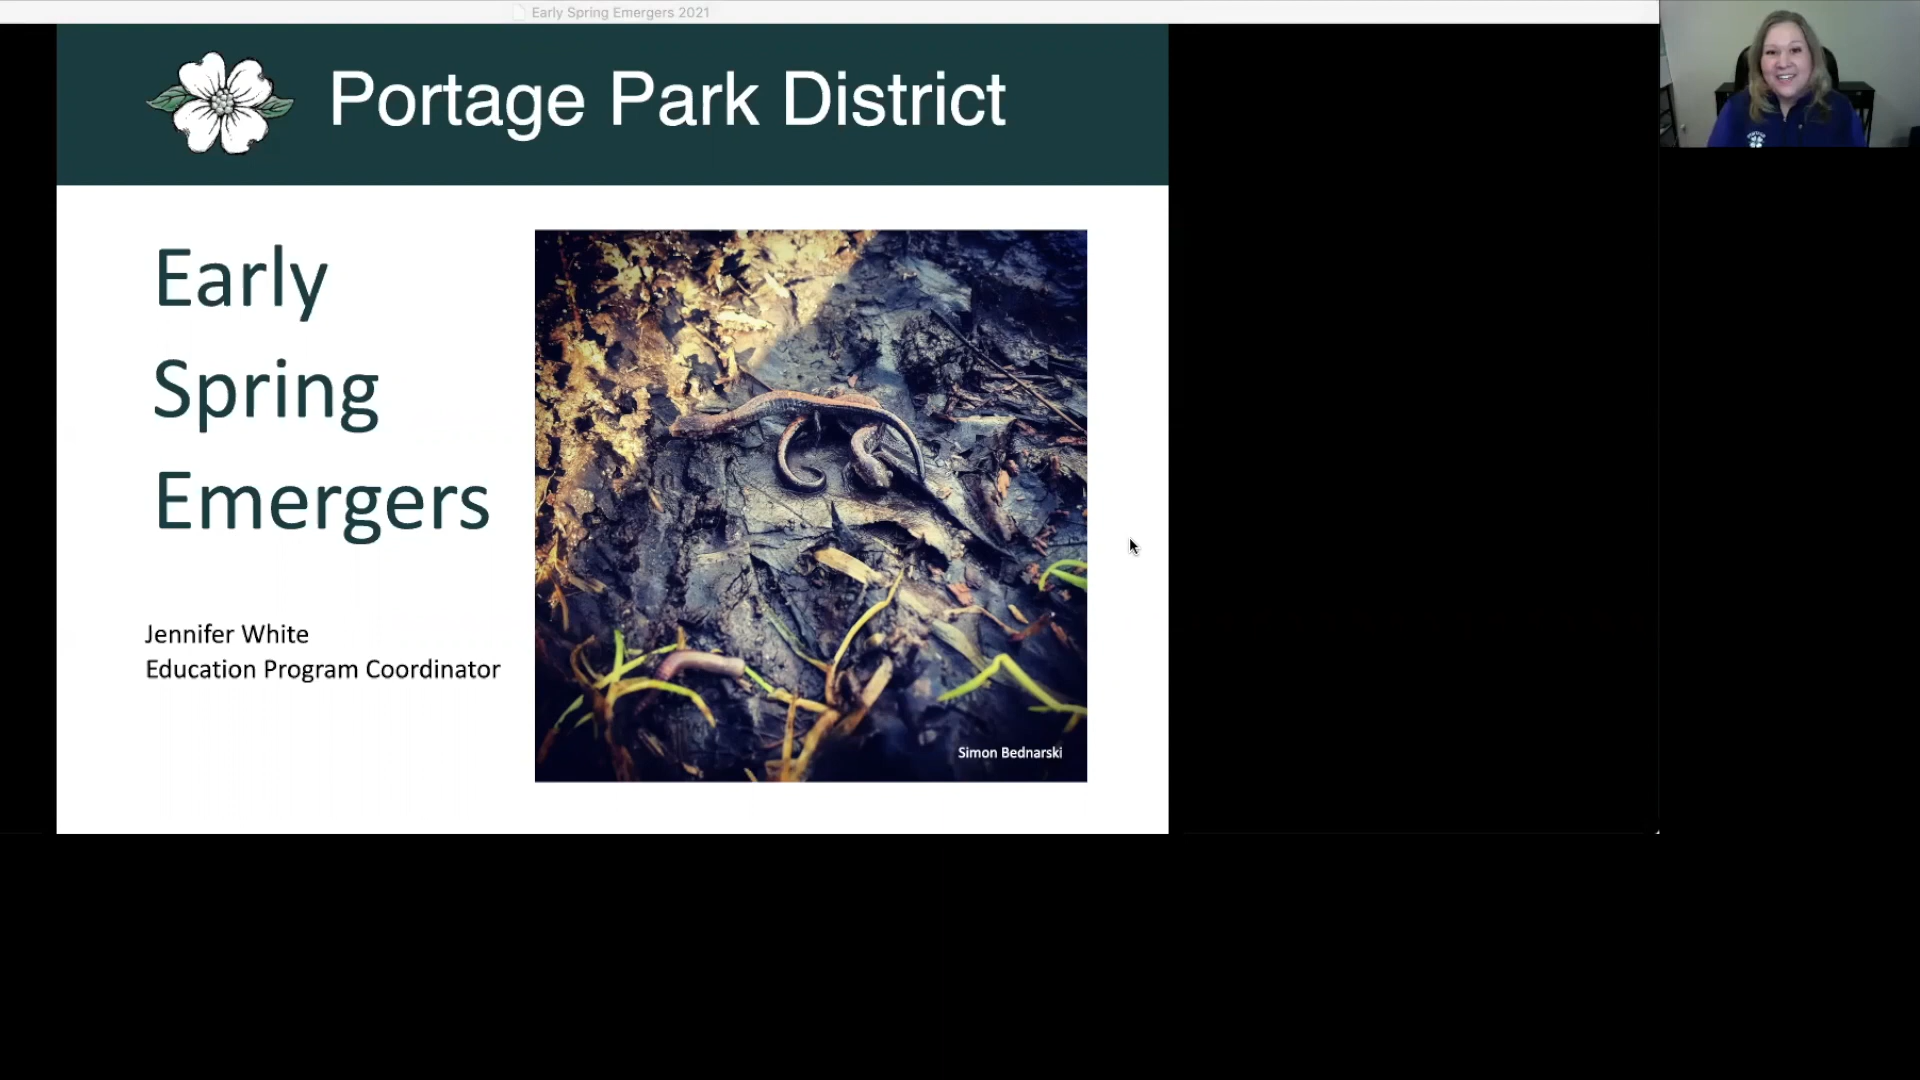 Early Spring Emergers 2021
Portage Park District
Early
Spring
Emergers
Jennifer White
Education Program Coordinator
Simon Bednarski